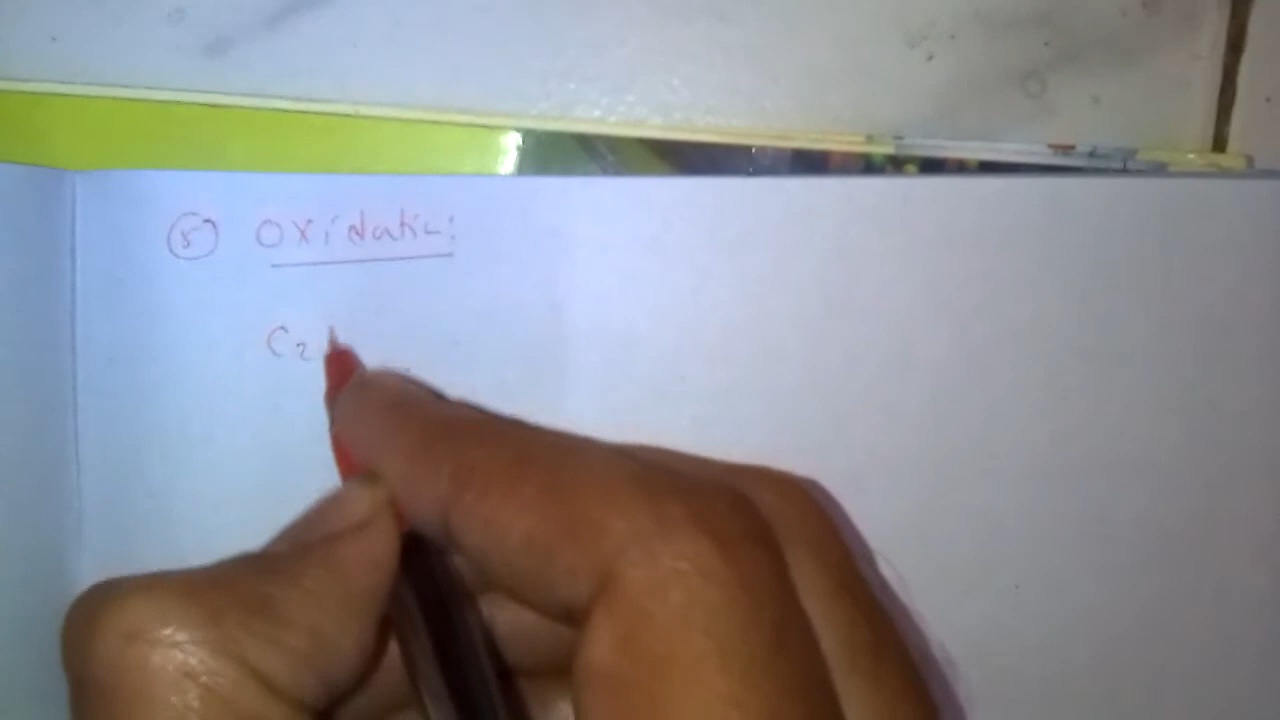 ⑤ Oxidation:
C₂